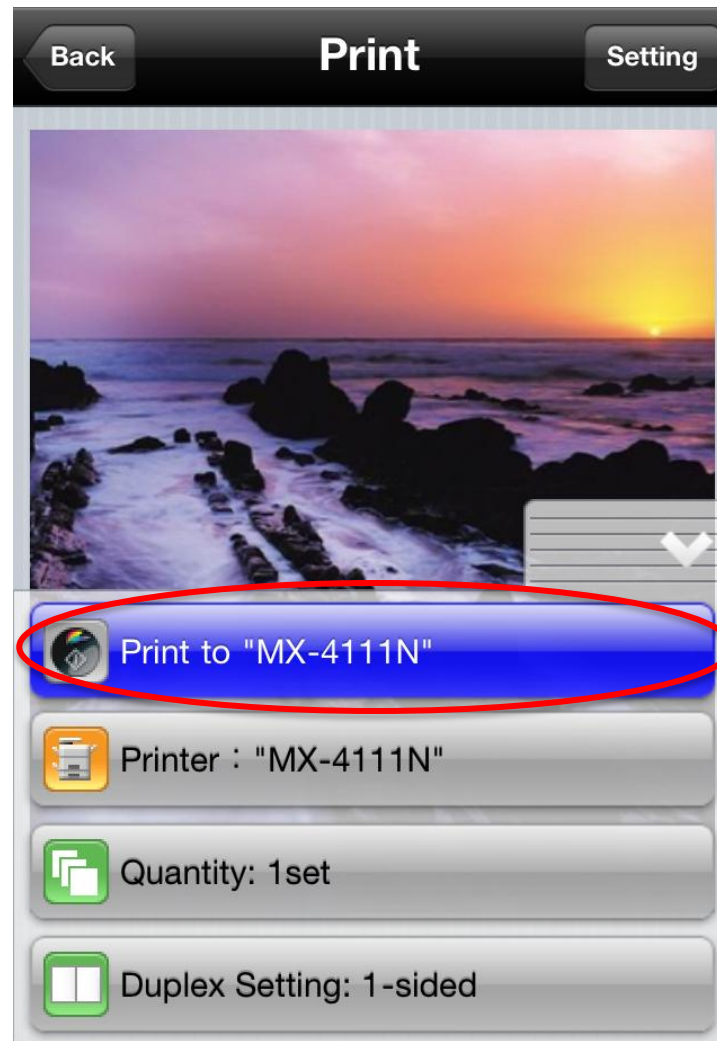 Back
Print
Setting
Print to "MX-4111N"
Printer : "MX-4111N"
Quantity: 1set
Duplex Setting: 1-sided